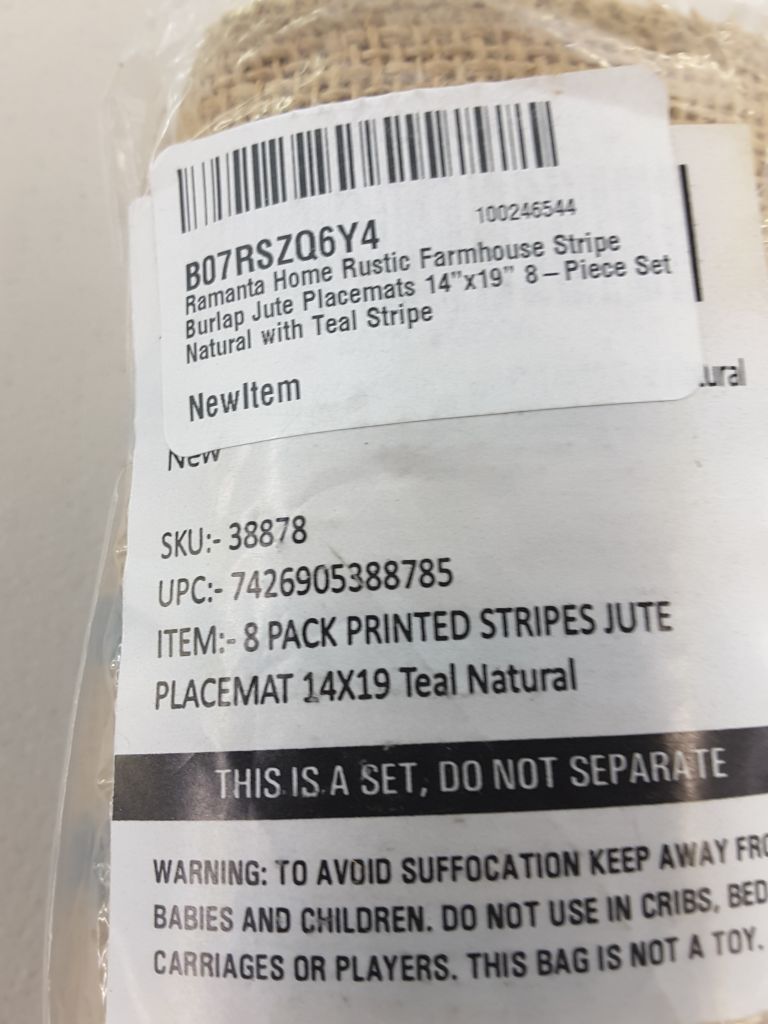 100246544
B07RSZQ6Y4
Ramanta Home Rustic Farmhouse Stripe
Burlap Jute Placemats 14"x19" 8–Piece Set
Natural with Teal Stripe
NewItem
New
SKU:- 38878
UPC:- 7426905388785
ITEM:- 8 PACK PRINTED STRIPES JUTE
PLACEMAT 14X19 Teal Natural
THIS IS A SET, DO NOT SEPARATE
WARNING: TO AVOID SUFFOCATION KEEP AWAY FRO
BABIES AND CHILDREN. DO NOT USE IN CRIBS, BED
CARRIAGES OR PLAYERS. THIS BAG IS NOT A TOY.